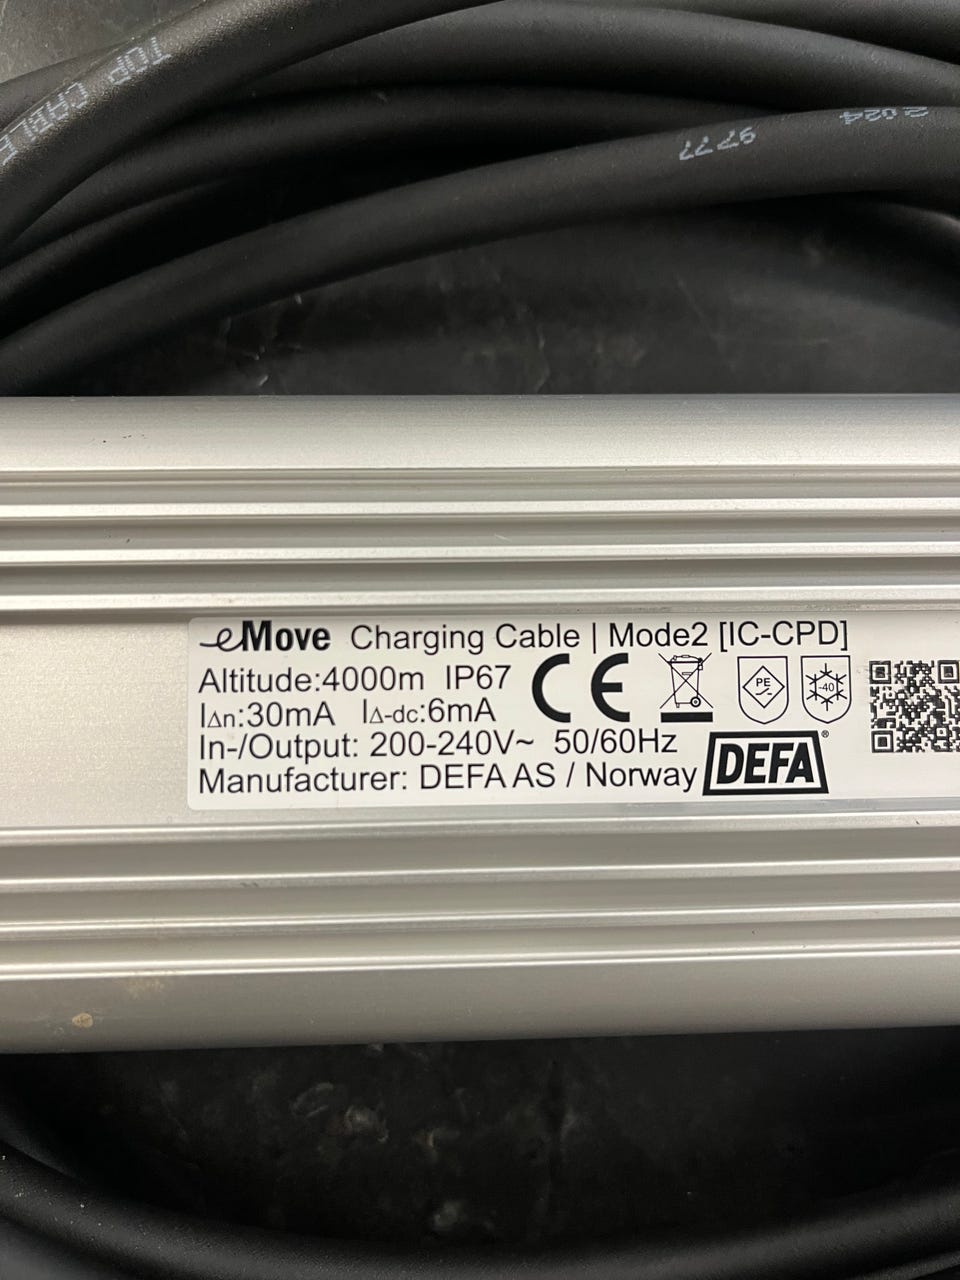 TOP CABLE
9777
2024
eMove Charging Cable | Mode2 [IC-CPD]
Altitude:4000m IP67 CE
PE
-40
IΔn:30mA IΔ-dc:6mA
In-/Output: 200-240V~ 50/60Hz
Manufacturer: DEFA AS / Norway DEFA®